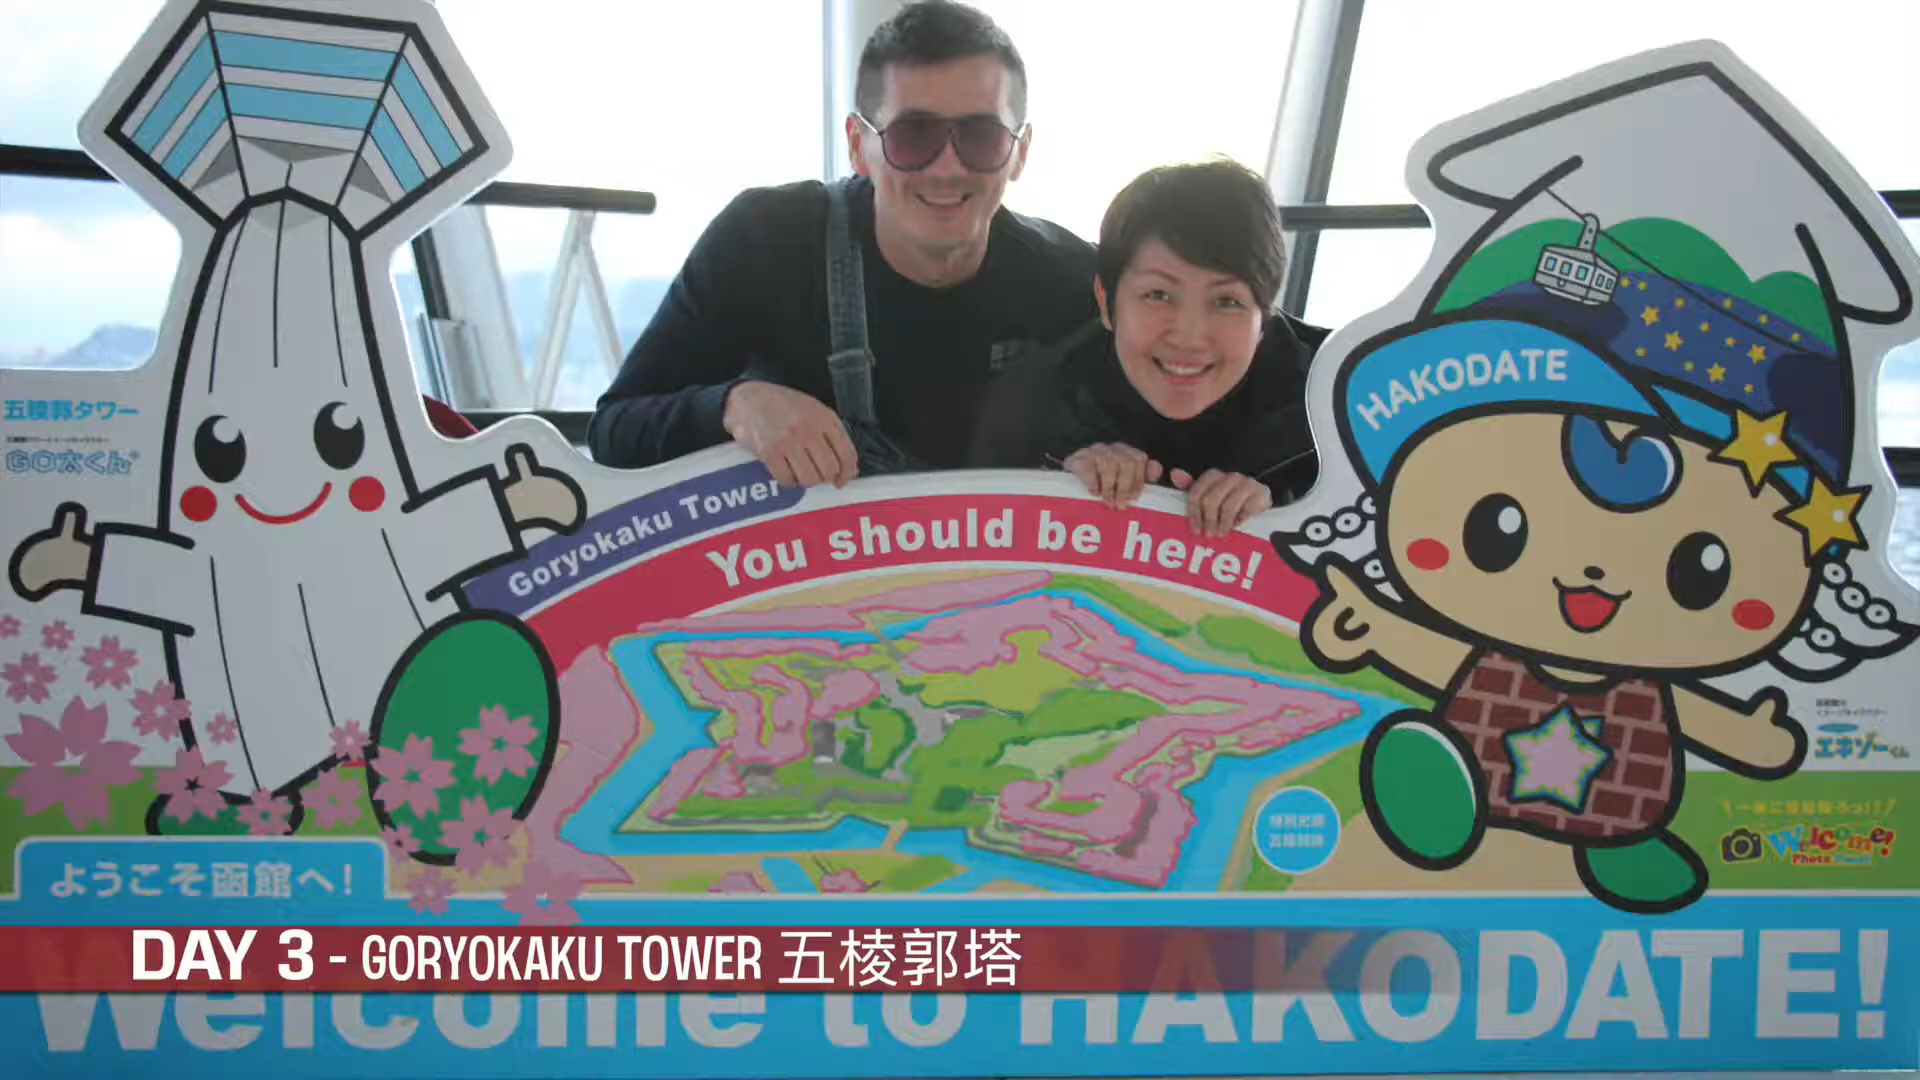 HAKODATE
五稜郭タワー
GO太くん
Goryokaku Tower
You should be here!
エネゾーくん
Welcome!
Photo
ようこそ函館へ!
DAY 3 - GORYOKAKU TOWER 五棱郭塔
Welcome to HAKODATE!